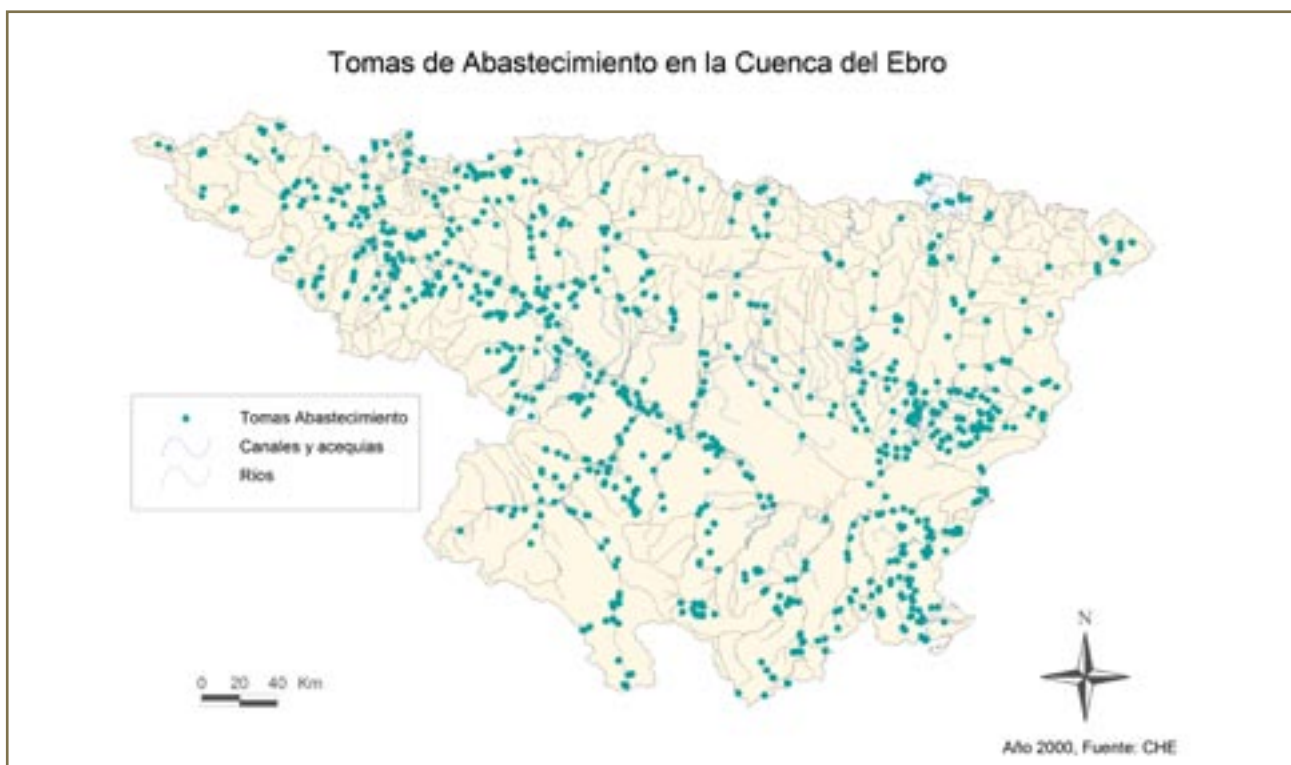 Tomas de Abastecimiento en la Cuenca del Ebro
Tomas Abastecimiento
Canales y acequias
Ríos
0 20 40 Km
N
Año 2000, Fuente: CHE